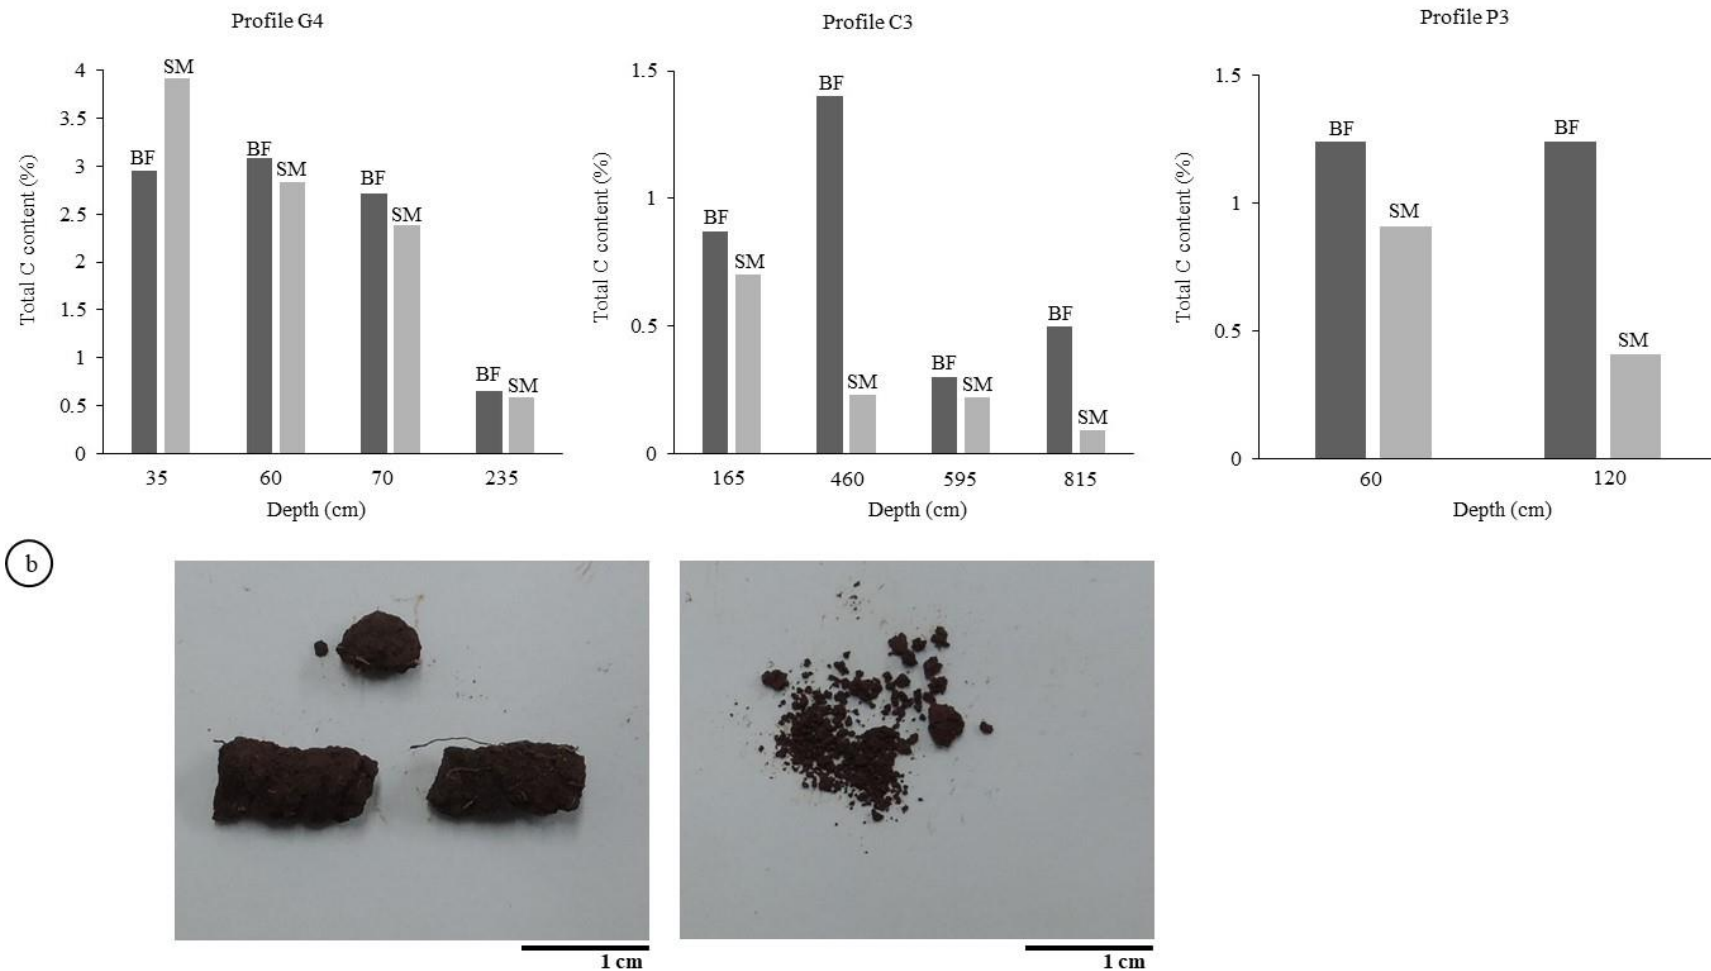 Profile G4
Total C content (%)
4
3.5
3
2.5
2
1.5
1
0.5
0
BF
SM
BF
SM
BF
SM
BF
SM
35
60
70
235
Depth (cm)
Profile C3
Total C content (%)
1.5
1
0.5
0
BF
SM
BF
SM
BF
SM
BF
SM
165
460
595
815
Depth (cm)
Profile P3
Total C content (%)
1.5
1
0.5
0
BF
SM
BF
SM
60
120
Depth (cm)
b
1 cm
1 cm